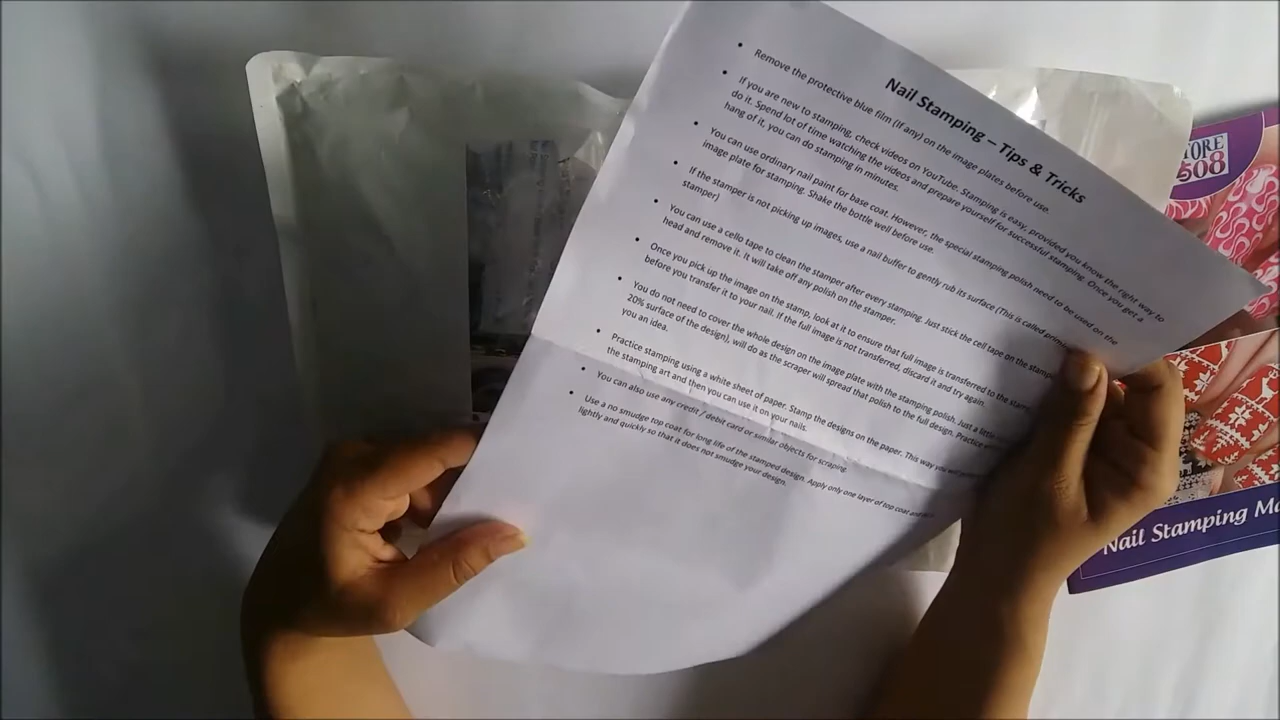 Nail Stamping – Tips & Tricks
• Remove the protective blue film (if any) on the image plates before use.
• If you are new to stamping, check videos on YouTube. Stamping is easy, provided you know the right way to
do it. Spend lot of time watching the videos and prepare yourself for successful stamping. Once you get a
hang of it, you can do stamping in minutes.
• You can use ordinary nail paint for base coat. However, the special stamping polish need to be used on the
image plate for stamping. Shake the bottle well before use.
• If the stamper is not picking up images, use a nail buffer to gently rub its surface (This is called
stamper)
• You can use a cello tape to clean the stamper after every stamping. Just stick the cell tape on the
head and remove it. It will take off any polish on the stamper.
• Once you pick up the image on the stamp, look at it to ensure that full image is transferred to the
before you transfer it to your nail. If the full image is not transferred, discard it and try again.
• You do not need to cover the whole design on the image plate with the stamping polish. Just a little
20% surface of the design), will do as the scraper will spread that polish to the full design. Practice
you an idea.
• Practice stamping using a white sheet of paper. Stamp the designs on the paper. This way you will
the stamping art and then you can use it on your nails.
• You can also use any credit / debit card or similar objects for scraping.
• Use a no smudge top coat for long life of the stamped design. Apply only one layer of top coat and
lightly and quickly so that it does not smudge your design.
508
Nail Stamping